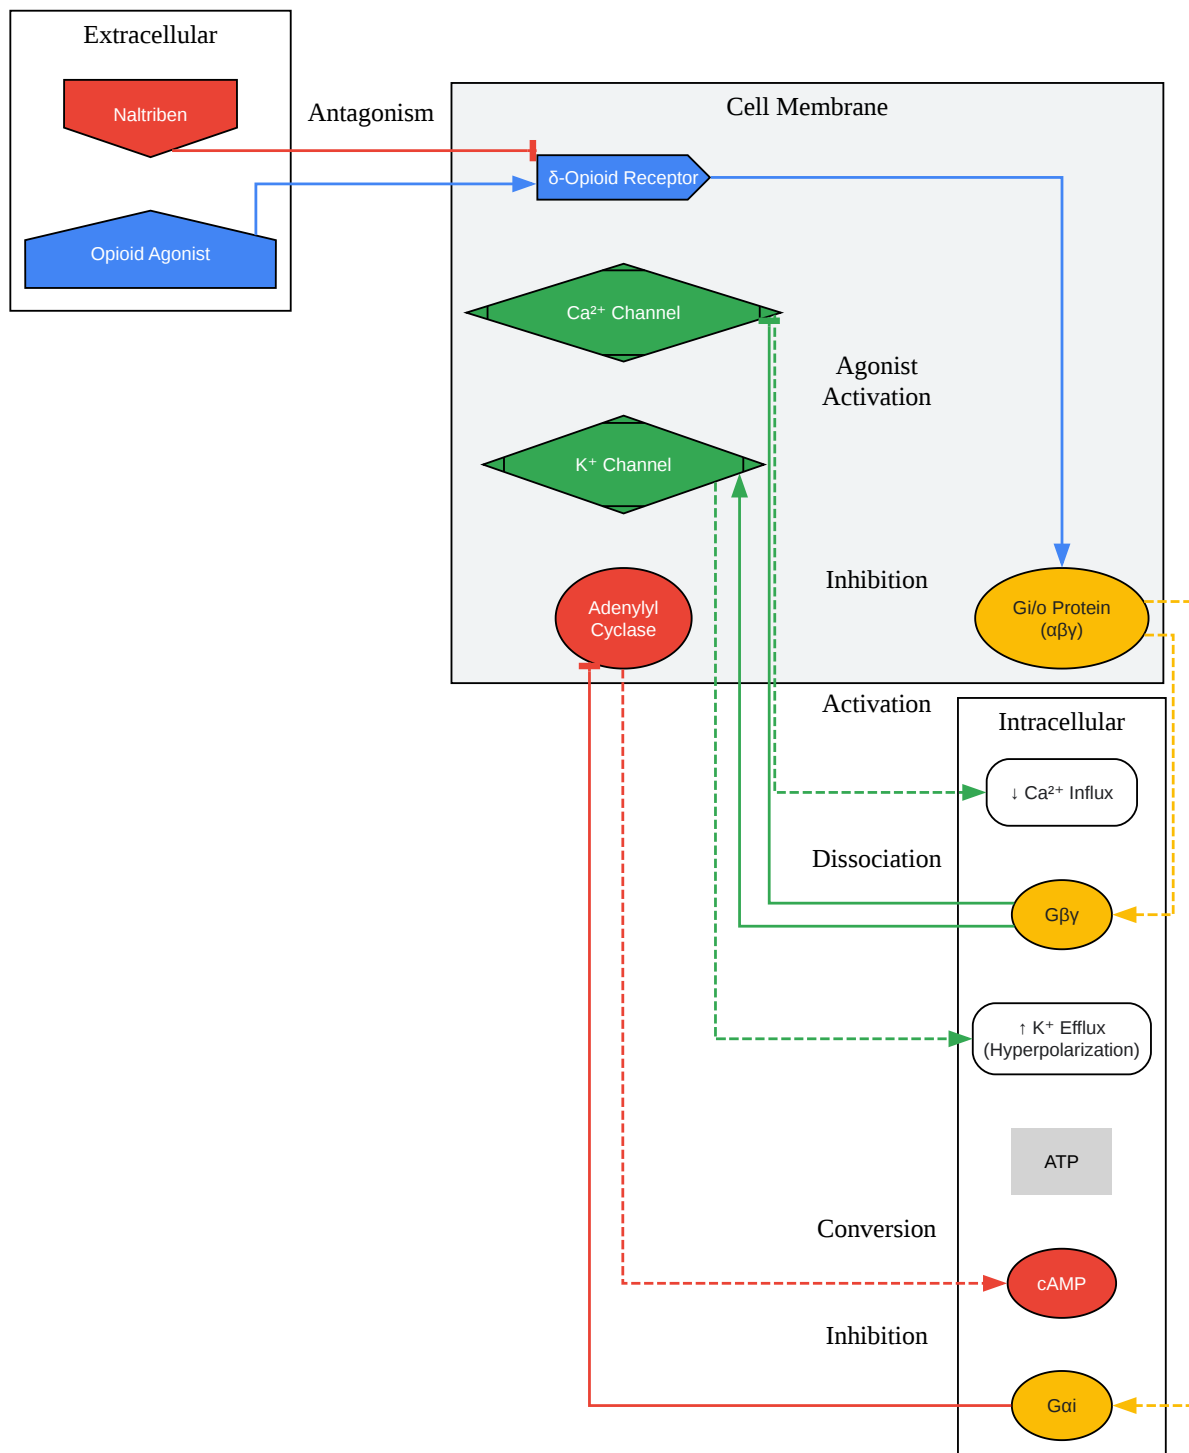 Extracellular
Naltriben
Opioid Agonist
Antagonism
Cell Membrane
δ-Opioid Receptor
Ca²⁺ Channel
Agonist
Activation
K⁺ Channel
Inhibition
Adenylyl
Cyclase
Gi/o Protein
(αβγ)
Activation
Intracellular
↓ Ca²⁺ Influx
Dissociation
Gβγ
↑ K⁺ Efflux
(Hyperpolarization)
ATP
Conversion
cAMP
Inhibition
Gαi